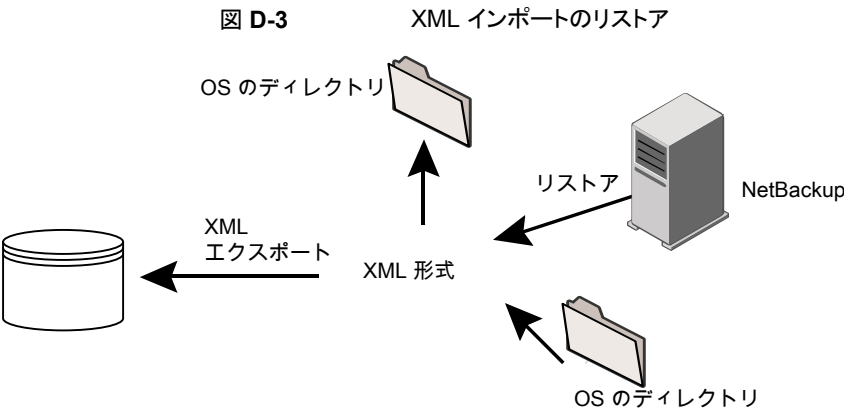 図 D-3 XML インポートのリストア
OS のディレクトリ
リストア
NetBackup
XML
エクスポート
XML 形式
OS のディレクトリ